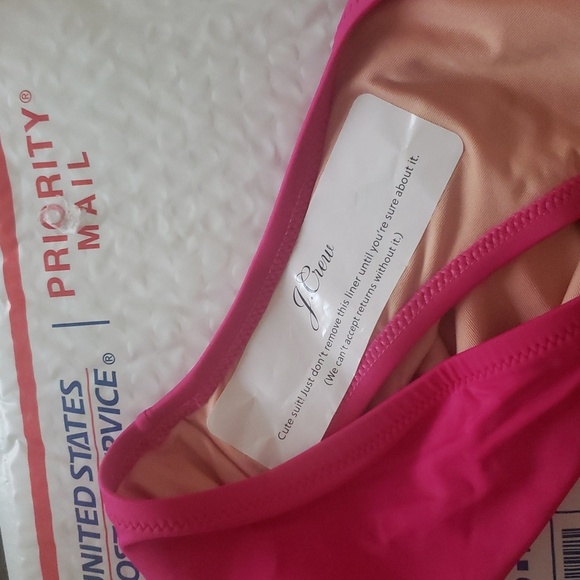 PRIORITY®
MAIL
UNITED STATES
SERVICE®
J.Crew
Cute suit! Just don't remove this liner until you're sure about it.
(We can't accept returns without it.)